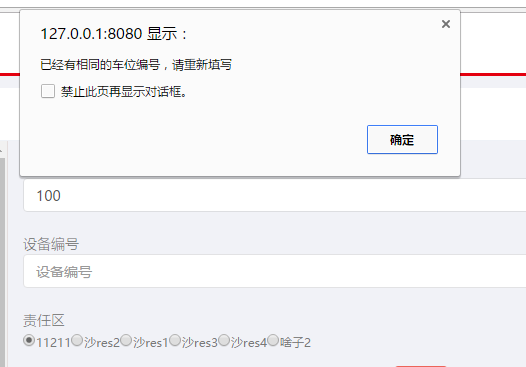 127.0.0.1:8080 显示：
已经有相同的车位编号，请重新填写
禁止此页再显示对话框。
确定
100
设备编号
设备编号
责任区
11211 沙res2 沙res1 沙res3 沙res4 啥子2